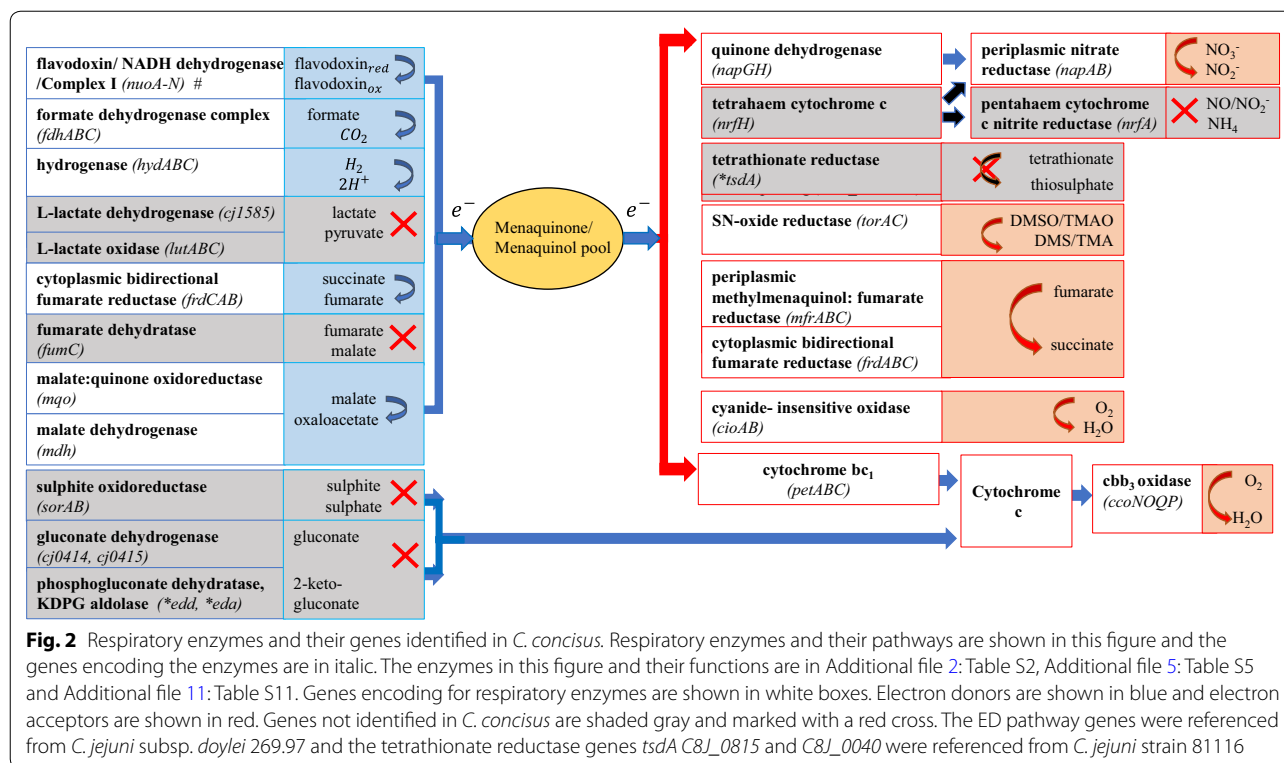 flavodoxin/ NADH dehydrogenase
/Complex I (nuoA-N) #
flavodoxinred
flavodoxinox
formate dehydrogenase complex
(fdhABC)
formate
CO2
hydrogenase (hydABC)
H2
2H+
L-lactate dehydrogenase (cj1585)
L-lactate oxidase (lutABC)
lactate
pyruvate
cytoplasmic bidirectional
fumarate reductase (frdCAB)
succinate
fumarate
fumarate dehydratase
(fumC)
fumarate
malate
malate:quinone oxidoreductase
(mqo)
malate dehydrogenase
(mdh)
malate
oxaloacetate
sulphite oxidoreductase
(sorAB)
sulphite
sulphate
gluconate dehydrogenase
(cj0414, cj0415)
gluconate
phosphogluconate dehydratase,
KDPG aldolase (*edd, *eda)
2-keto-
gluconate
e−
Menaquinone/
Menaquinol pool
e−
quinone dehydrogenase
(napGH)
periplasmic nitrate
reductase (napAB)
NO3-
NO2-
tetrahaem cytochrome c
(nrfH)
pentahaem cytochrome
c nitrite reductase (nrfA)
NO/NO2-
NH4
tetrathionate reductase
(*tsdA)
tetrathionate
thiosulphate
SN-oxide reductase (torAC)
DMSO/TMAO
DMS/TMA
periplasmic
methylmenaquinol: fumarate
reductase (mfrABC)
cytoplasmic bidirectional
fumarate reductase (frdABC)
fumarate
succinate
cyanide- insensitive oxidase
(cioAB)
O2
H2O
cytochrome bc1
(petABC)
Cytochrome
c
cbb3 oxidase
(ccoNOQP)
O2
H2O
Fig. 2 Respiratory enzymes and their genes identified in C. concisus. Respiratory enzymes and their pathways are shown in this figure and the
genes encoding the enzymes are in italic. The enzymes in this figure and their functions are in Additional file 2: Table S2, Additional file 5: Table S5
and Additional file 11: Table S11. Genes encoding for respiratory enzymes are shown in white boxes. Electron donors are shown in blue and electron
acceptors are shown in red. Genes not identified in C. concisus are shaded gray and marked with a red cross. The ED pathway genes were referenced
from C. jejuni subsp. doylei 269.97 and the tetrathionate reductase genes tsdA C8J_0815 and C8J_0040 were referenced from C. jejuni strain 81116